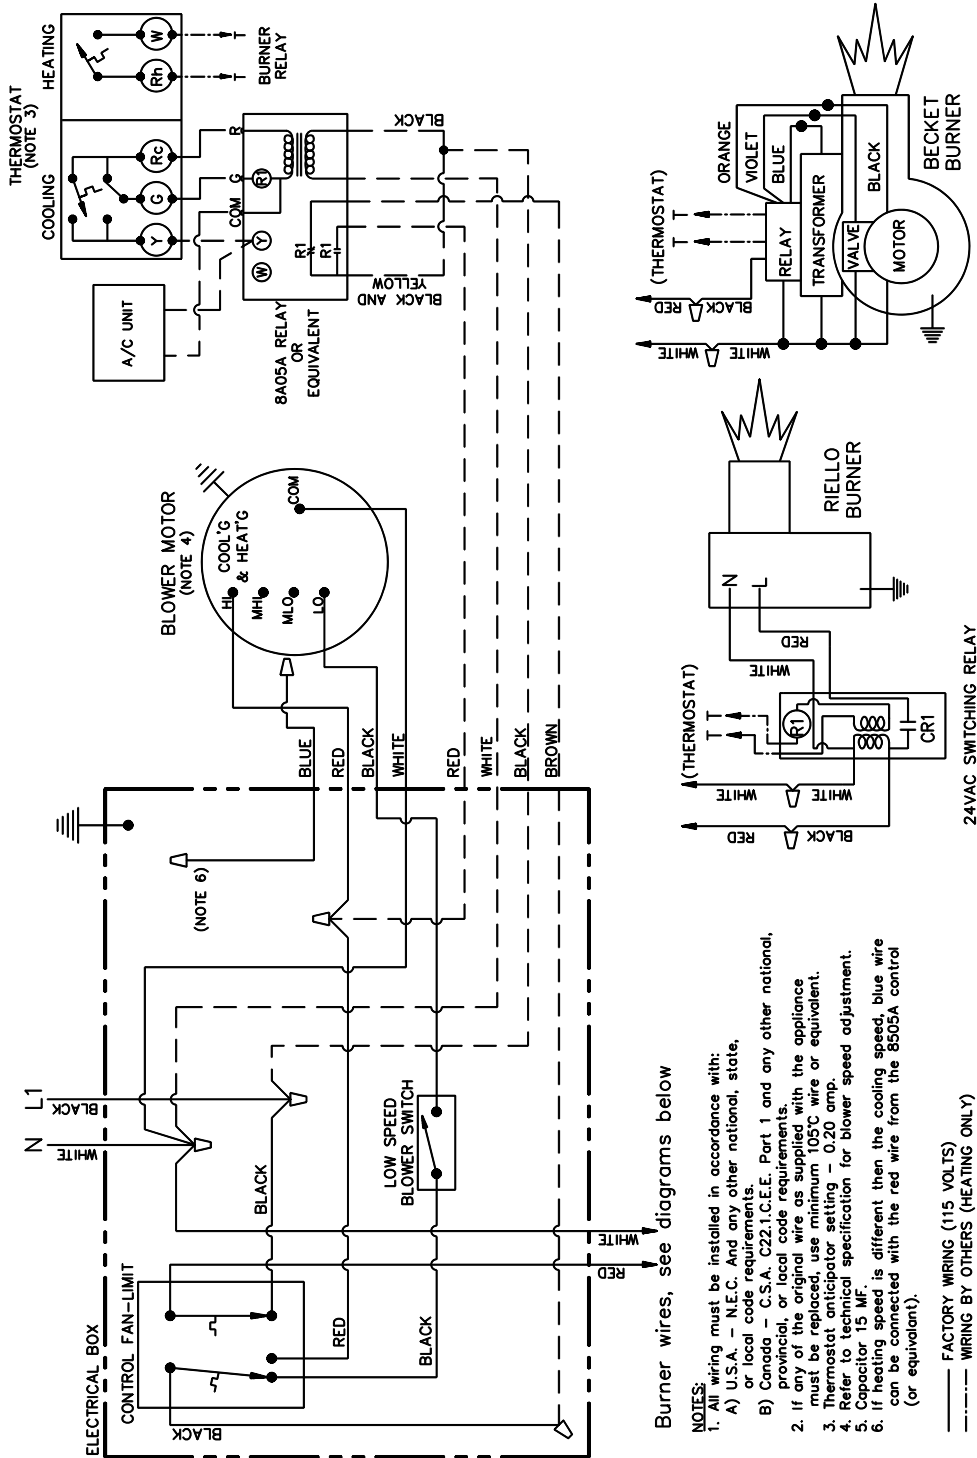 THERMOSTAT
(NOTE 3)
COOLING
HEATING
Y
G
Rc
Rh
W
BURNER
RELAY
A/C UNIT
COM
G
R
W
Y
R1
R1
R1
8A05A RELAY
OR
EQUIVALENT
BLACK AND
YELLOW
BLACK
BLOWER MOTOR
(NOTE 4)
COOL'G
& HEAT'G
HI
MHI
MLO
LO
COM
BLUE
RED
BLACK
WHITE
RED
WHITE
BLACK
BROWN
(NOTE 6)
N
L1
WHITE
BLACK
ELECTRICAL BOX
CONTROL FAN-LIMIT
BLACK
BLACK
RED
BLACK
LOW SPEED
BLOWER SWITCH
RED
WHITE
Burner wires, see diagrams below
NOTES:
1. All wiring must be installed in accordance with:
A) U.S.A. - N.E.C. And any other national, state,
or local code requirements.
B) Canada - C.S.A. C22.1.C.E.E. Part 1 and any other national,
provincial, or lacal code requirements.
2. If any of the original wire as supplied with the appliance
must be replaced, use minimum 105°C wire or equivalent.
3. Thermostat anticipator setting - 0.20 amp.
4. Refer to technical specification for blower speed adjustment.
5. Capacitor 15 MF.
6. If heating speed is different then the cooling speed, blue wire
can be connected with the red wire from the 8505A control
(or equivalant).
FACTORY WIRING (115 VOLTS)
WIRING BY OTHERS (HEATING ONLY)
(THERMOSTAT)
RED
BLACK
WHITE
WHITE
R1
CR1
24VAC SWITCHING RELAY
WHITE
RED
N
L
RIELLO
BURNER
(THERMOSTAT)
WHITE
WHITE
RED
BLACK
RELAY
TRANSFORMER
VALVE
MOTOR
ORANGE
VIOLET
BLUE
BLACK
BECKET
BURNER